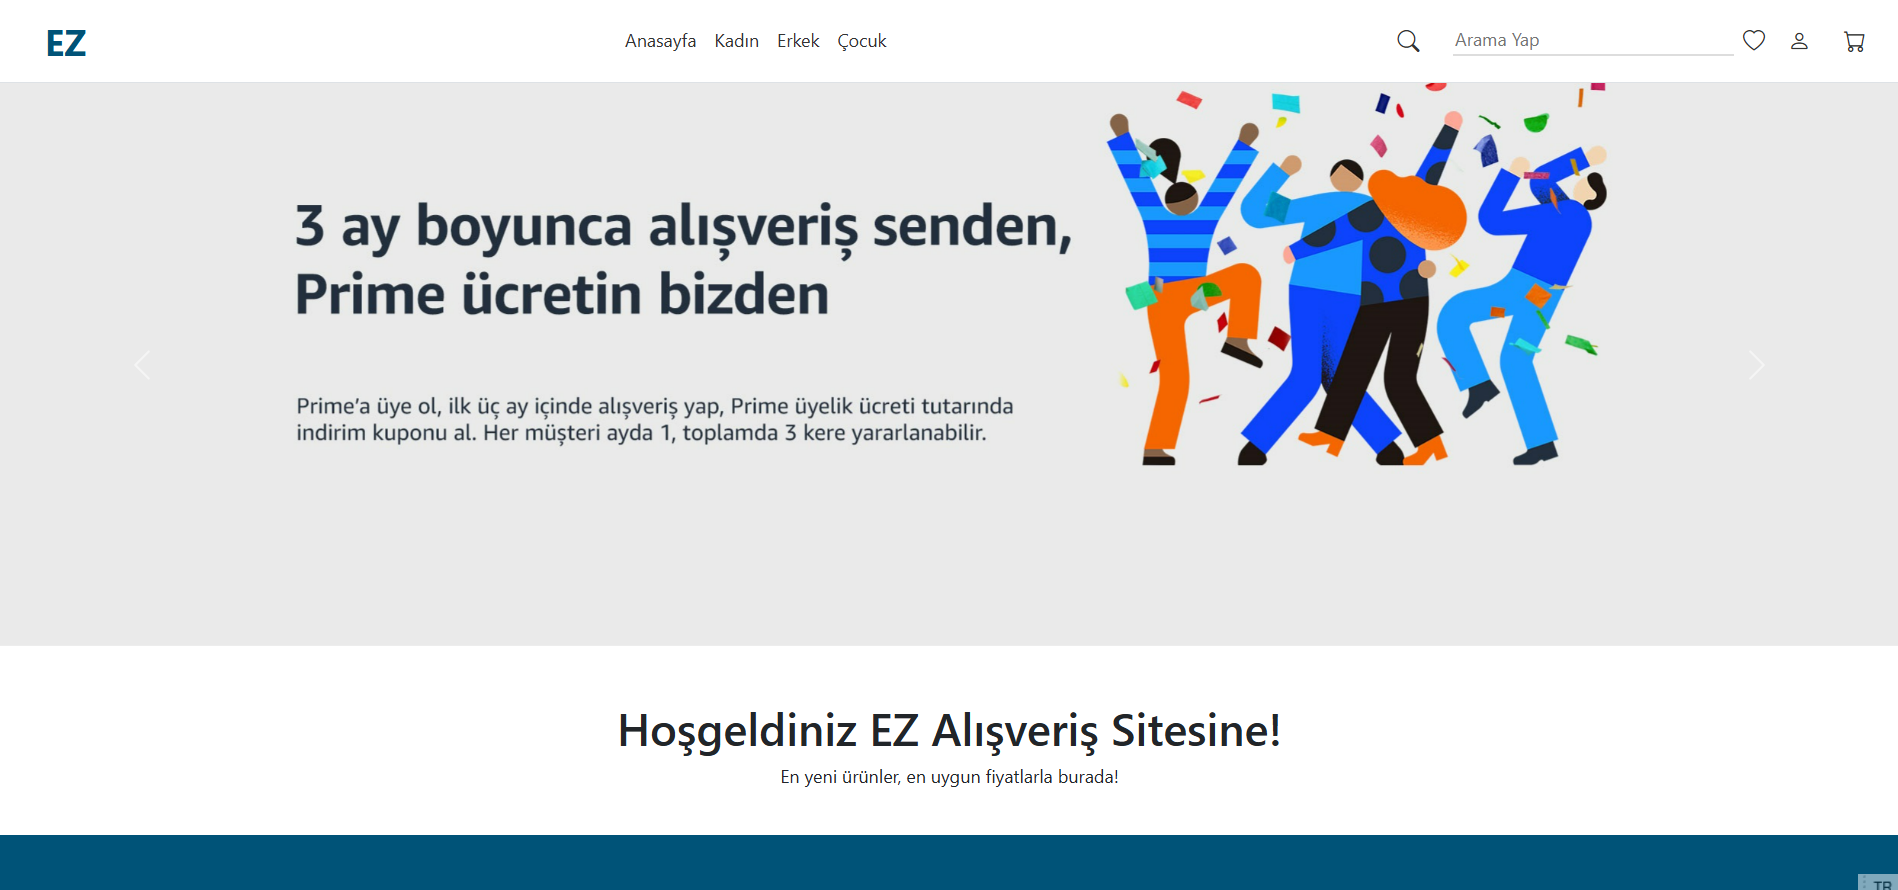 EZ
Anasayfa Kadın Erkek Çocuk
Arama Yap
3 ay boyunca alışveriş senden,
Prime ücretin bizden
Prime’a üye ol, ilk üç ay içinde alışveriş yap, Prime üyelik ücreti tutarında
indirim kuponu al. Her müşteri ayda 1, toplamda 3 kere yararlanabilir.
Hoşgeldiniz EZ Alışveriş Sitesine!
En yeni ürünler, en uygun fiyatlarla burada!
TR